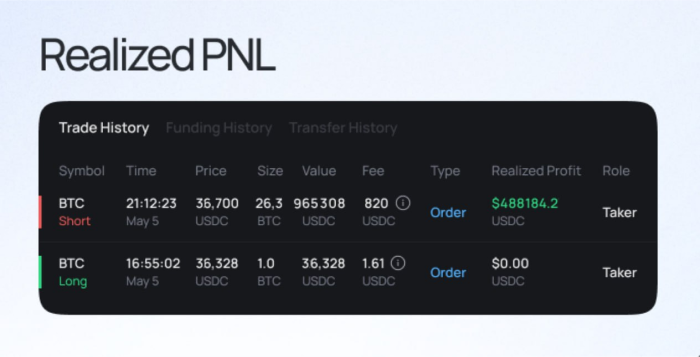 Realized PNL
Trade History Funding History Transfer History
Symbol Time Price Size Value Fee Type Realized Profit Role
BTC 21:12:23 36,700 26,3 965308 820 $488184.2
Short May 5 USDC BTC USDC USDC Order USDC Taker
BTC 16:55:02 36,328 1.0 36,328 1.61 $0.00
Long May 5 USDC BTC USDC USDC Order USDC Taker